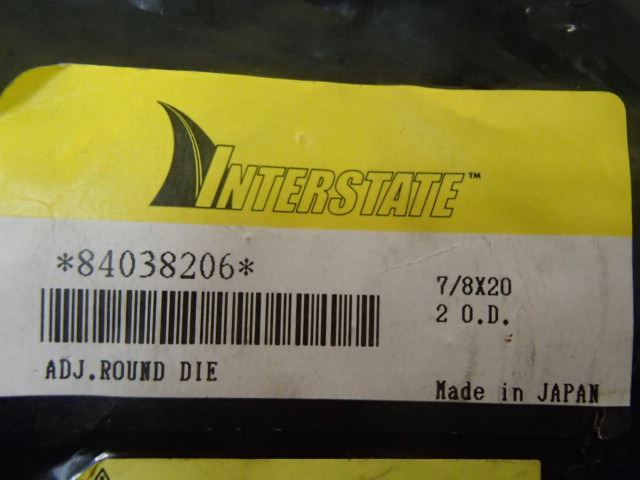 INTERSTATE™
*84038206*
7/8X20
2 O.D.
ADJ.ROUND DIE
Made in JAPAN